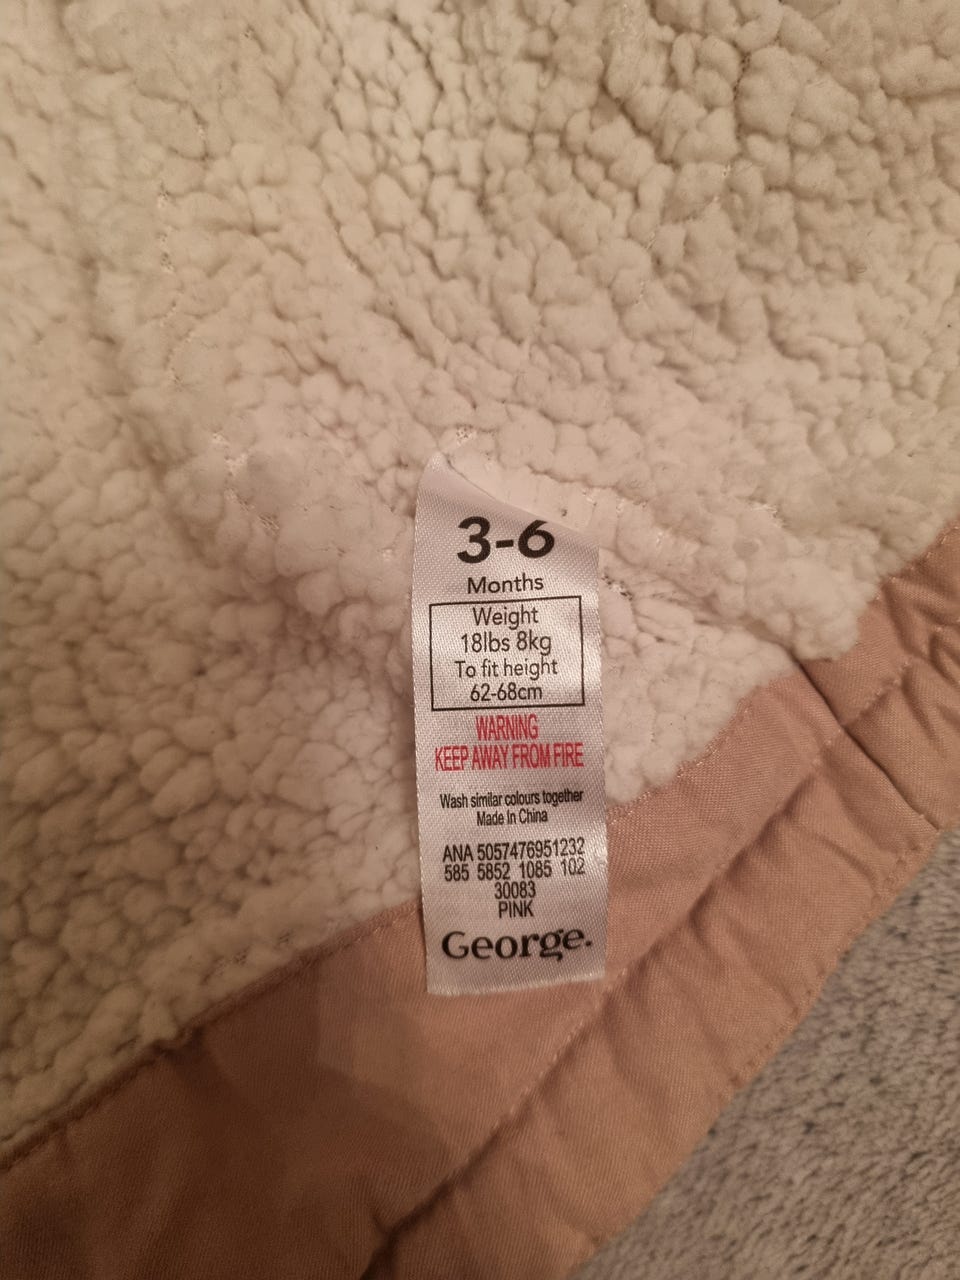 3-6
Months
Weight
18lbs 8kg
To fit height
62-68cm
WARNING
KEEP AWAY FROM FIRE
Wash similar colours together
Made In China
ANA 5057476951232
585 5852 1085 102
30083
PINK
George.